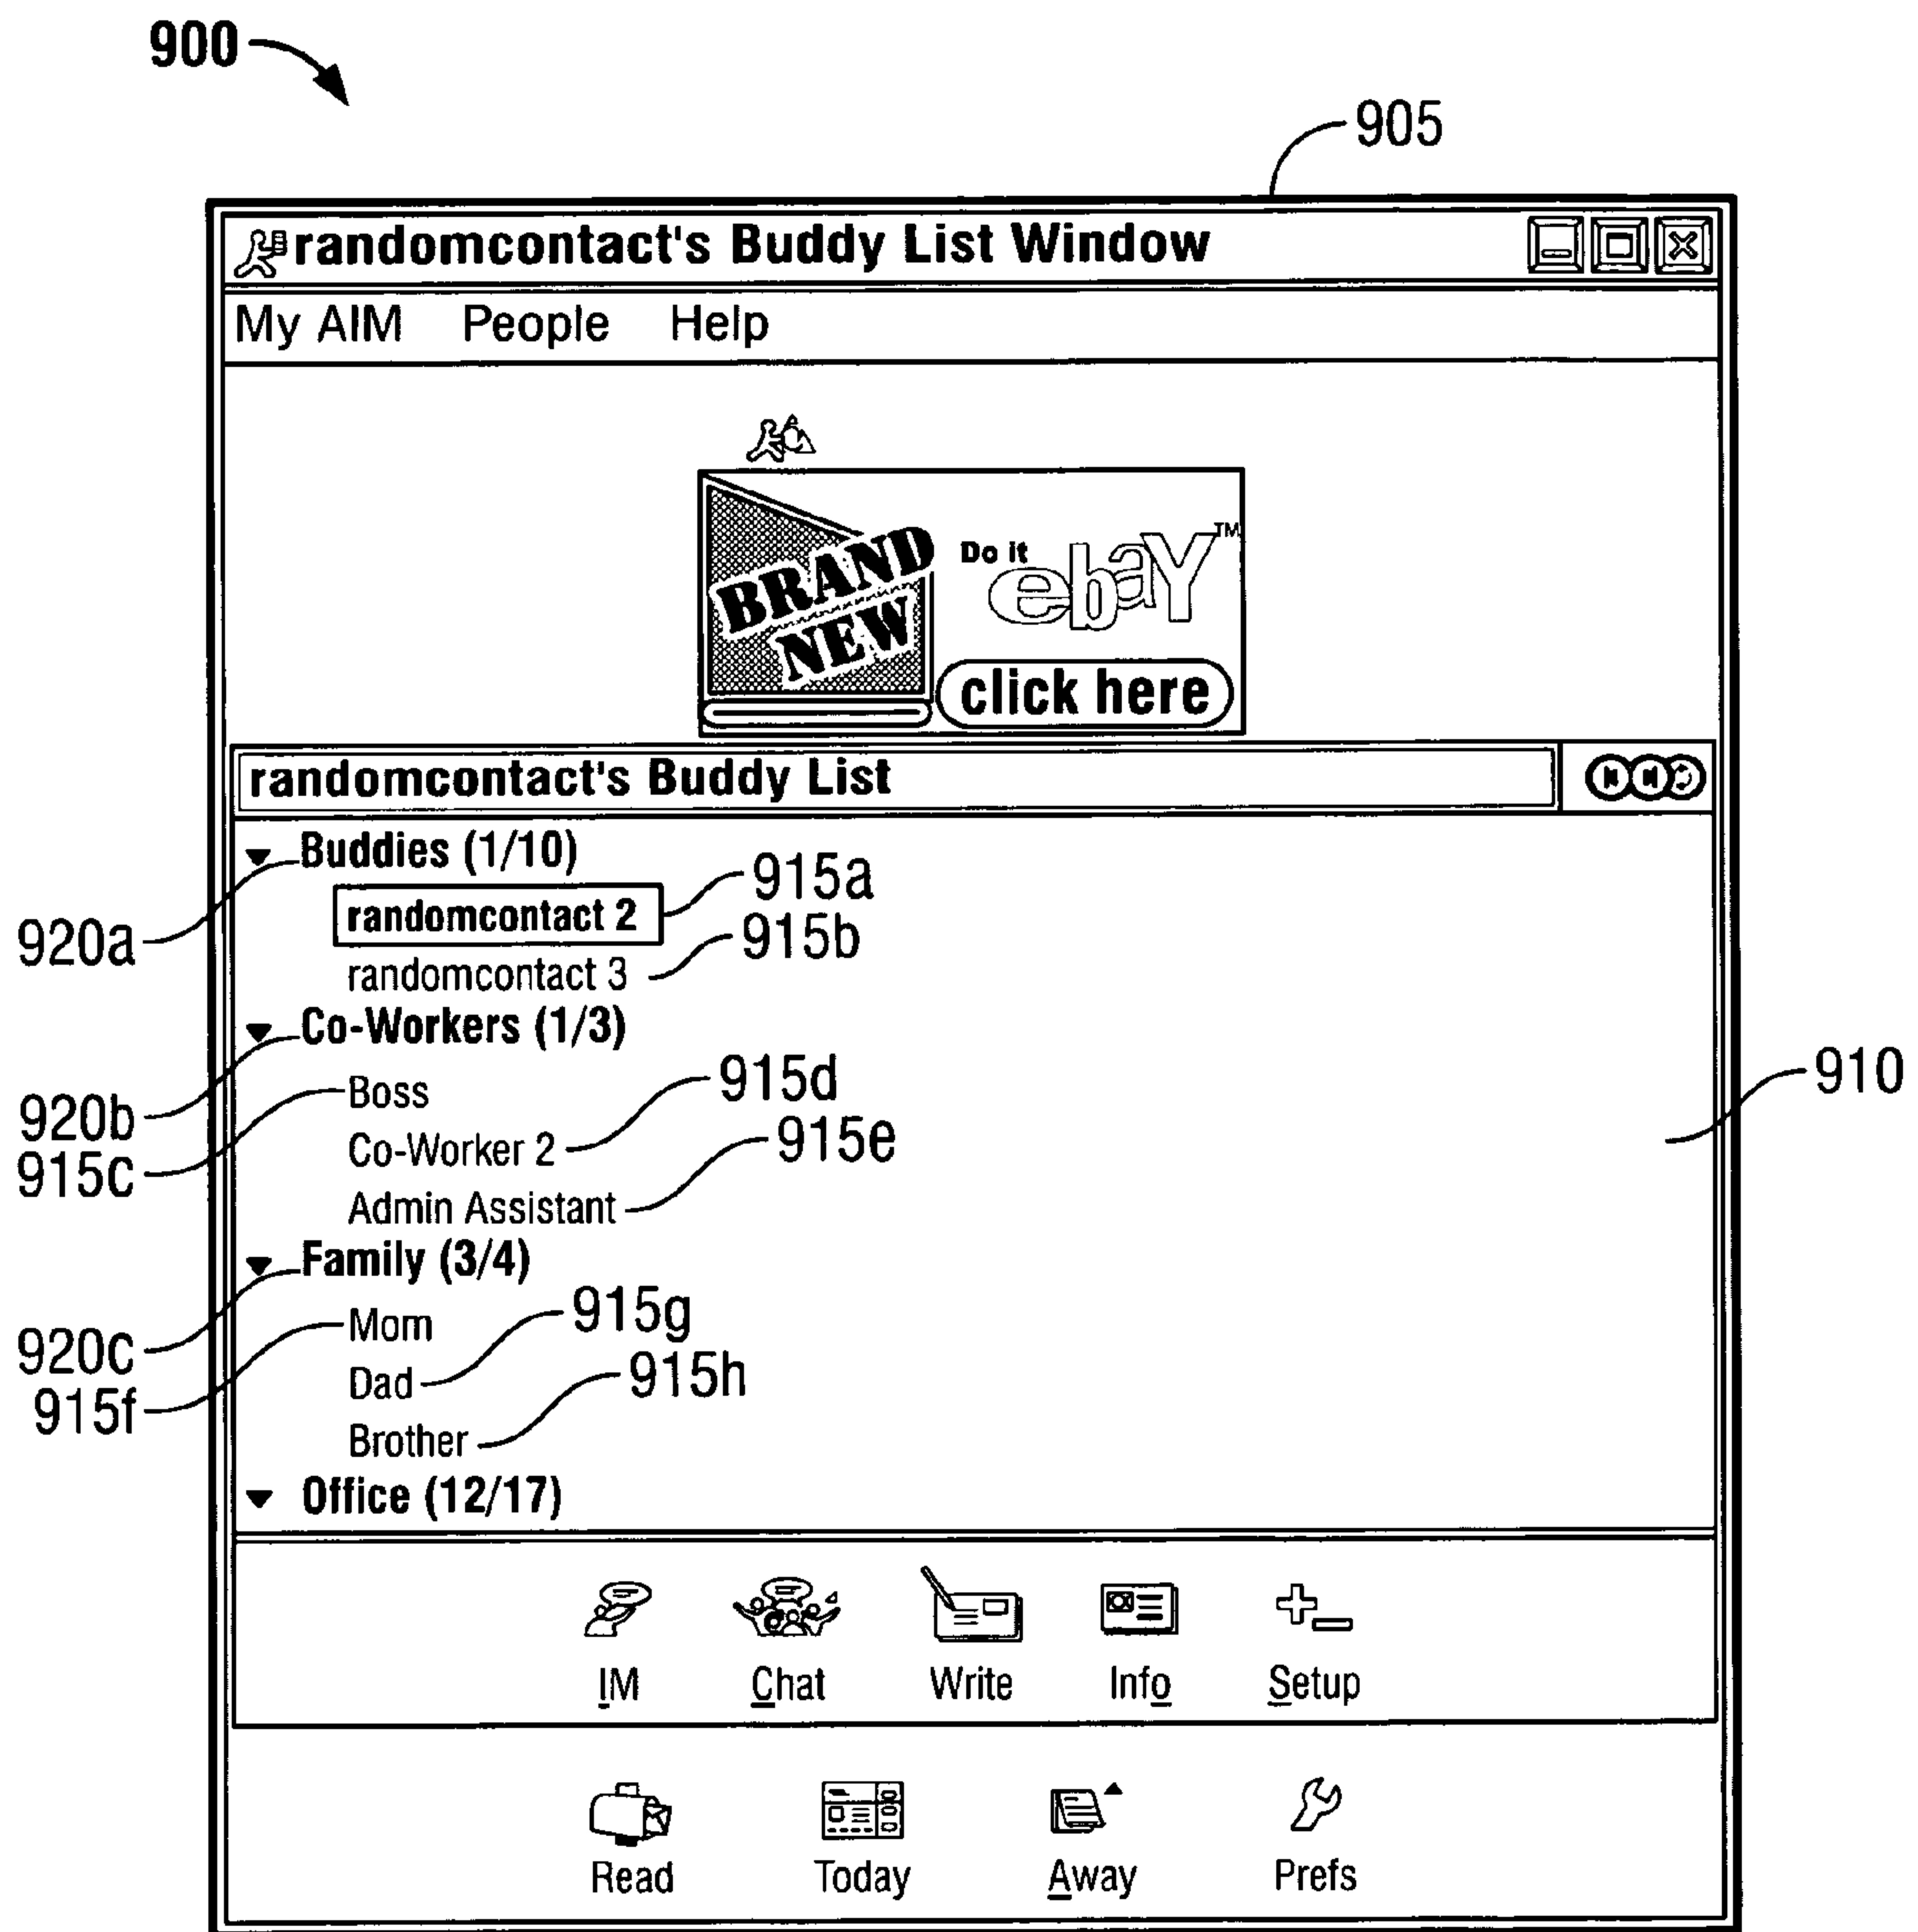 900
905
randomcontact's Buddy List Window
My AIM People Help
BRAND
NEW
Do it
ebaY™
click here
randomcontact's Buddy List
Buddies (1/10)
920a
randomcontact 2 915a
randomcontact 3 915b
Co-Workers (1/3)
920b
915c Boss
Co-Worker 2 915d
Admin Assistant 915e
910
Family (3/4)
920c
915f Mom
Dad 915g
Brother 915h
Office (12/17)
IM Chat Write Info Setup
Read Today Away Prefs